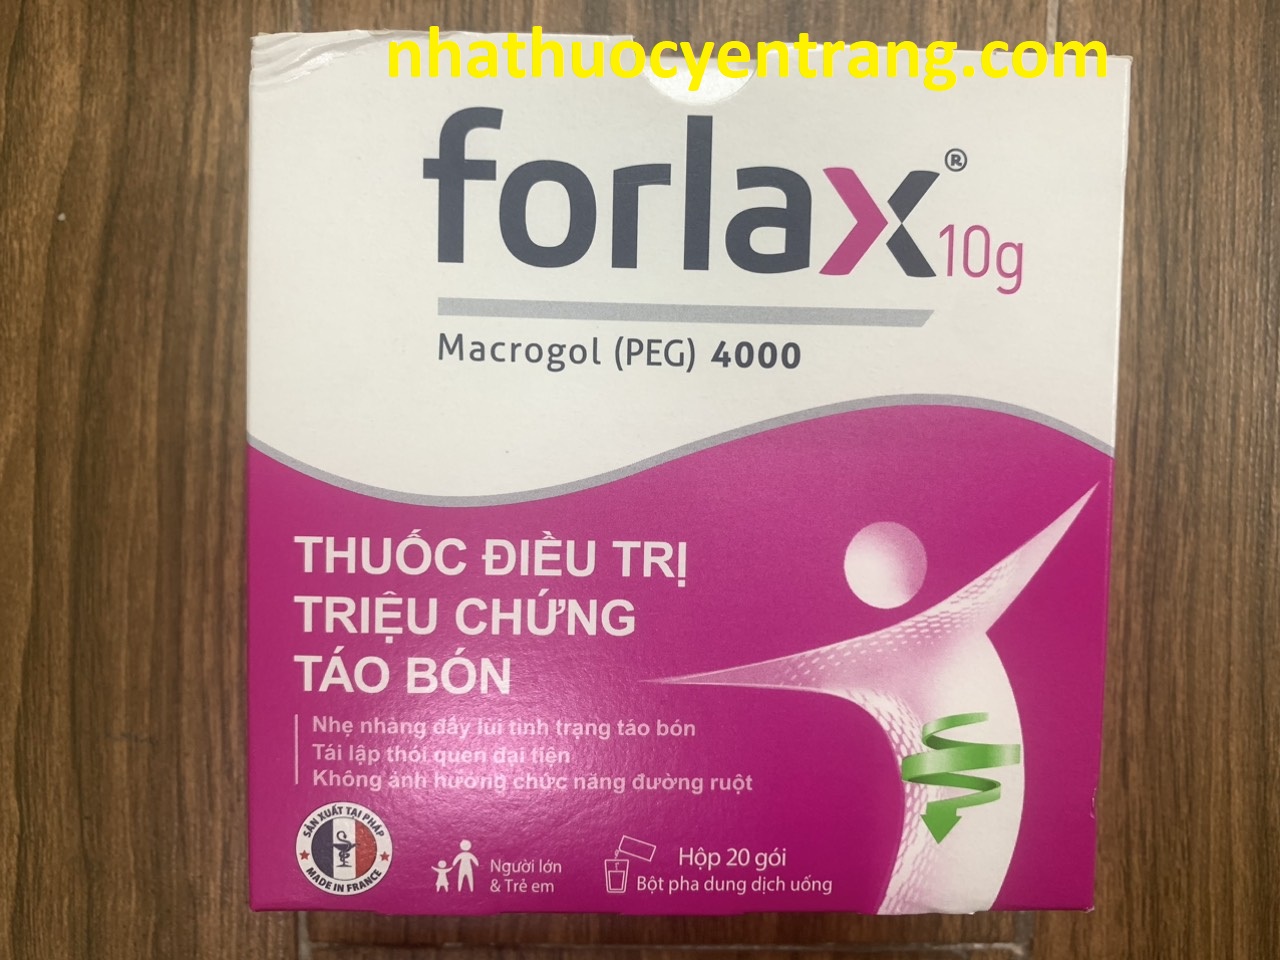 nhathuocyentrang.com
forlax®10g
Macrogol (PEG) 4000
THUỐC ĐIỀU TRỊ
TRIỆU CHỨNG
TÁO BÓN
Nhẹ nhàng đẩy lùi tình trạng táo bón
Tái lập thói quen đại tiện
Không ảnh hưởng chức năng đường ruột
SẢN XUẤT TẠI PHÁP
MADE IN FRANCE
Người lớn
& Trẻ em
Hộp 20 gói
Bột pha dung dịch uống